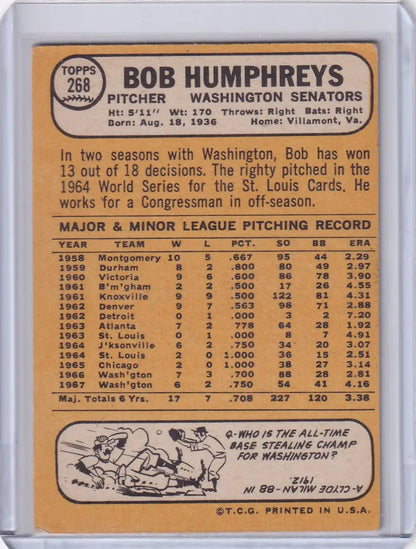 TOPPS
268
BOB HUMPHREYS
PITCHER WASHINGTON SENATORS
Ht: 5'11" Wt: 170 Throws: Right Bats: Right
Born: Aug. 18, 1936 Home: Villamont, Va.
In two seasons with Washington, Bob has won
13 out of 18 decisions. The righty pitched in the
1964 World Series for the St. Louis Cards. He
works for a Congressman in off-season.
MAJOR & MINOR LEAGUE PITCHING RECORD
YEAR TEAM W L PCT. SO BB ERA
1958 Montgomery 10 5 .667 95 44 2.29
1959 Durham 8 2 .800 80 49 2.97
1960 Victoria 9 6 .600 86 78 3.90
1961 B'm'gham 2 2 .500 17 26 4.55
1961 Knoxville 9 9 .500 122 81 4.31
1962 Denver 9 7 .563 98 71 2.88
1962 Detroit 0 1 .000 3 2 7.20
1963 Atlanta 7 2 778 64 28 1.92
1963 St. Louis 0 1 .000 8 7 4.91
1964 J'ksonville 6 2 .750 34 20 3.07
1964 St. Louis 2 0 1.000 36 15 2.51
1965 Chicago 2 0 1.000 38 27 3.14
1966 Wash'gton 7 3 .700 88 28 2.81
1967 Wash'gton 6 2 .750 54 41 4.16
Maj. Totals 6 Yrs. 17 7 .708 227 120 3.38
Q-WHO IS THE ALL-TIME
BASE STEALING CHAMP
FOR WASHINGTON?
A-CLYDE MILAN-88 IN
1912.
©T.C.G. PRINTED IN U.S.A.